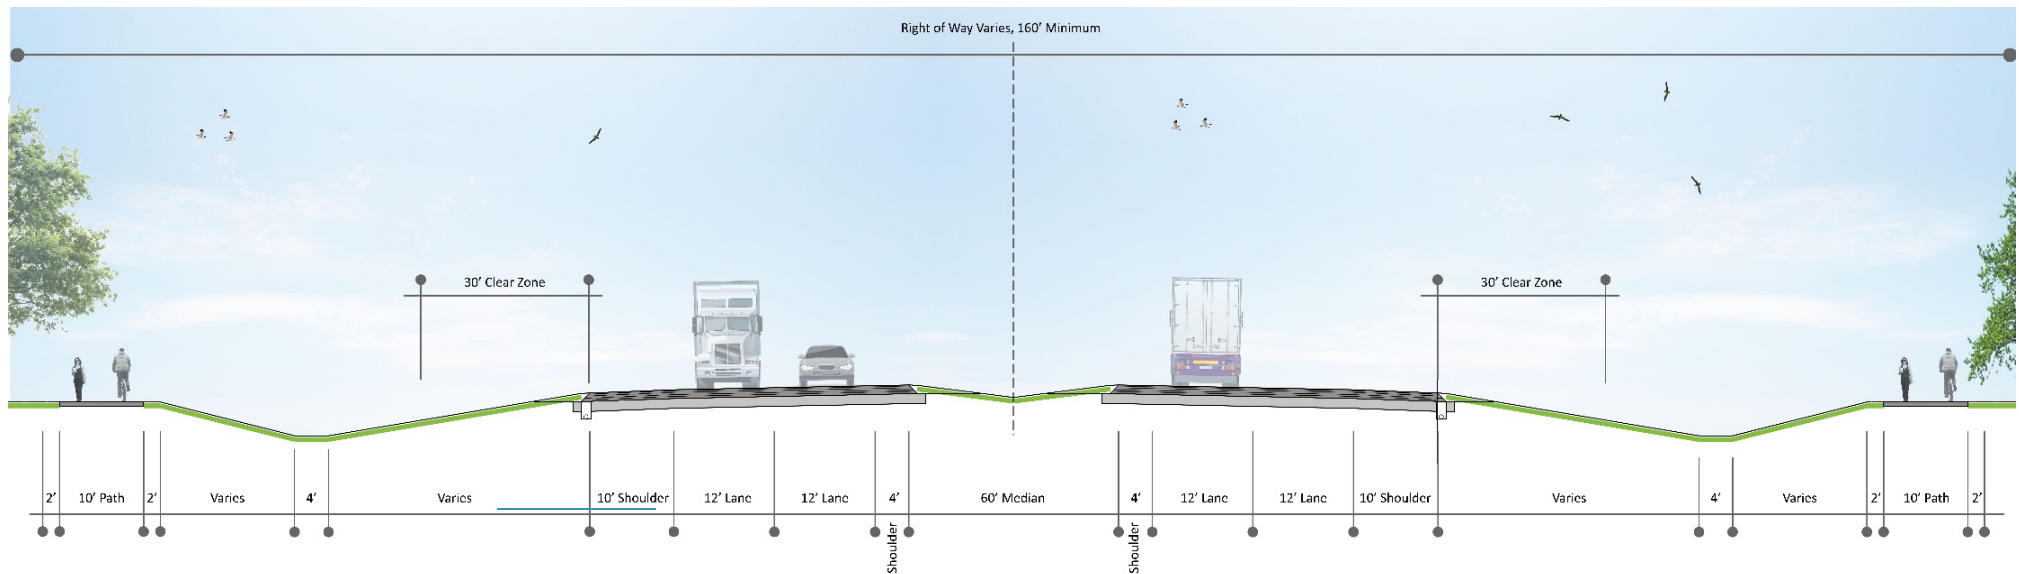 Right of Way Varies, 160’ Minimum
30’ Clear Zone
30’ Clear Zone
2’
10’ Path
2’
Varies
4’
Varies
10’ Shoulder
12’ Lane
12’ Lane
4’
Shoulder
60’ Median
4’
Shoulder
12’ Lane
12’ Lane
10’ Shoulder
Varies
4’
Varies
2’
10’ Path
2’